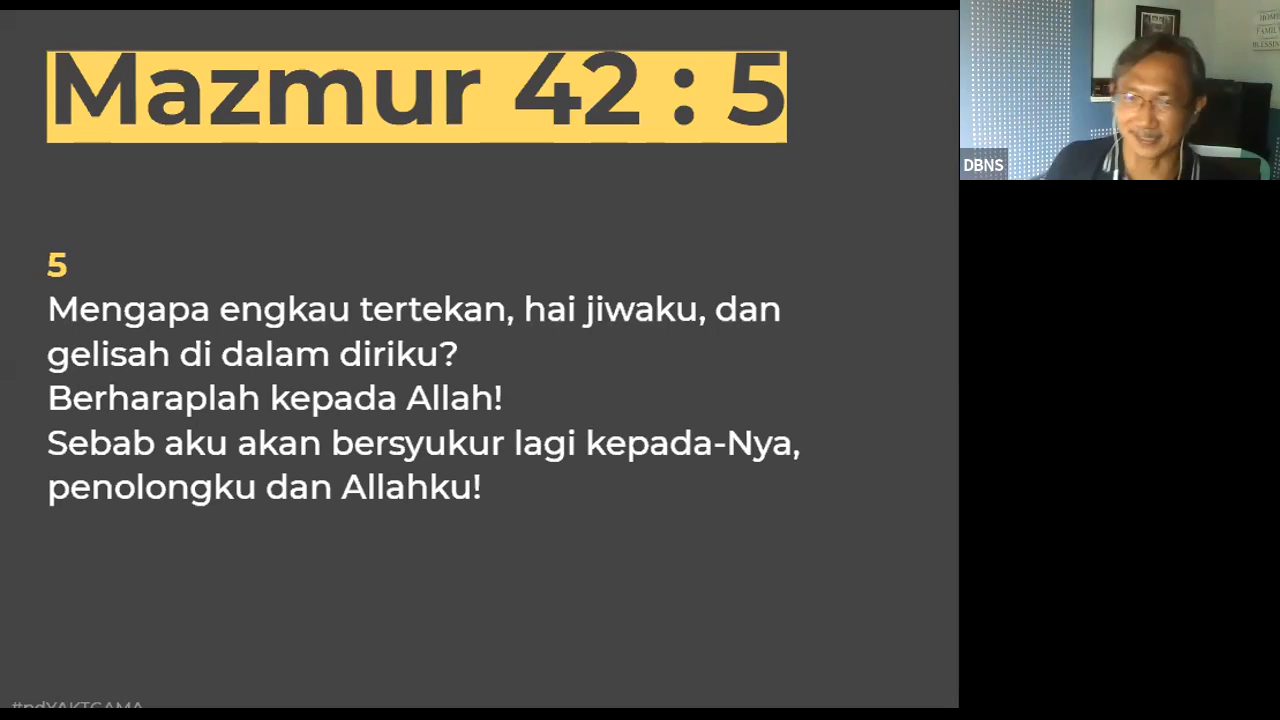 Mazmur 42 : 5
5
Mengapa engkau tertekan, hai jiwaku, dan
gelisah di dalam diriku?
Berharaplah kepada Allah!
Sebab aku akan bersyukur lagi kepada-Nya,
penolongku dan Allahku!
DBNS